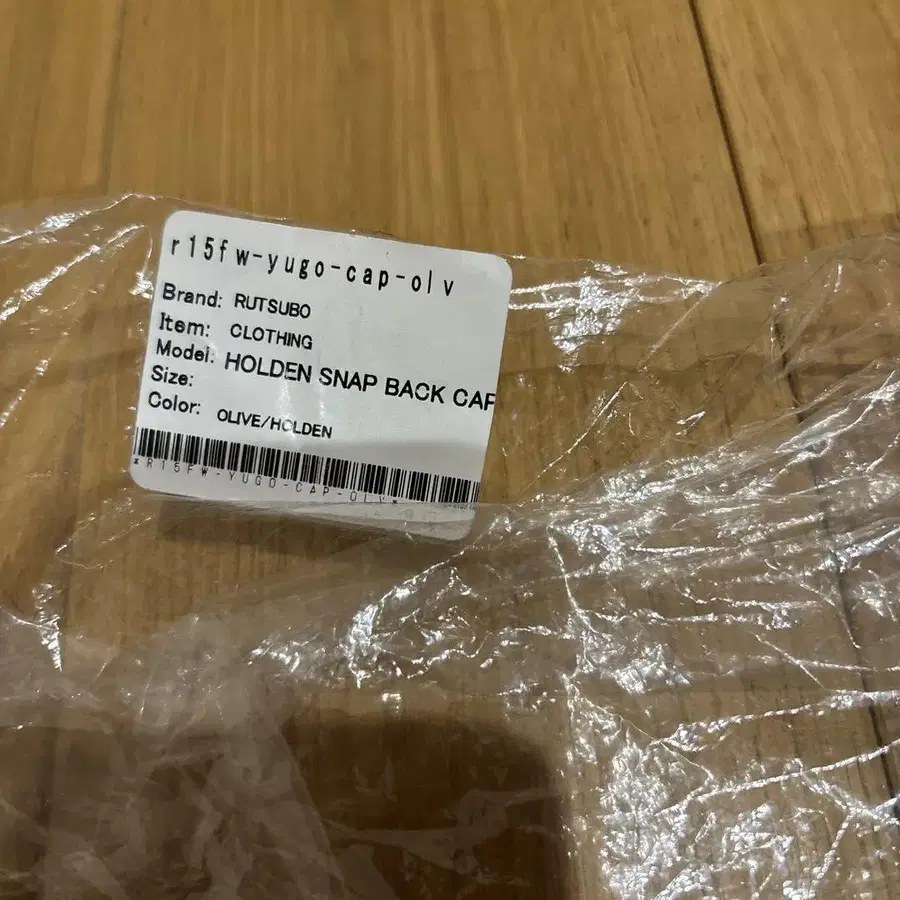 r15fw-yugo-cap-olv
Brand: RUTSUBO
Item: CLOTHING
Model: HOLDEN SNAP BACK CAP
Size:
Color: OLIVE/HOLDEN
*R15FW-YUGO-CAP-OLV*